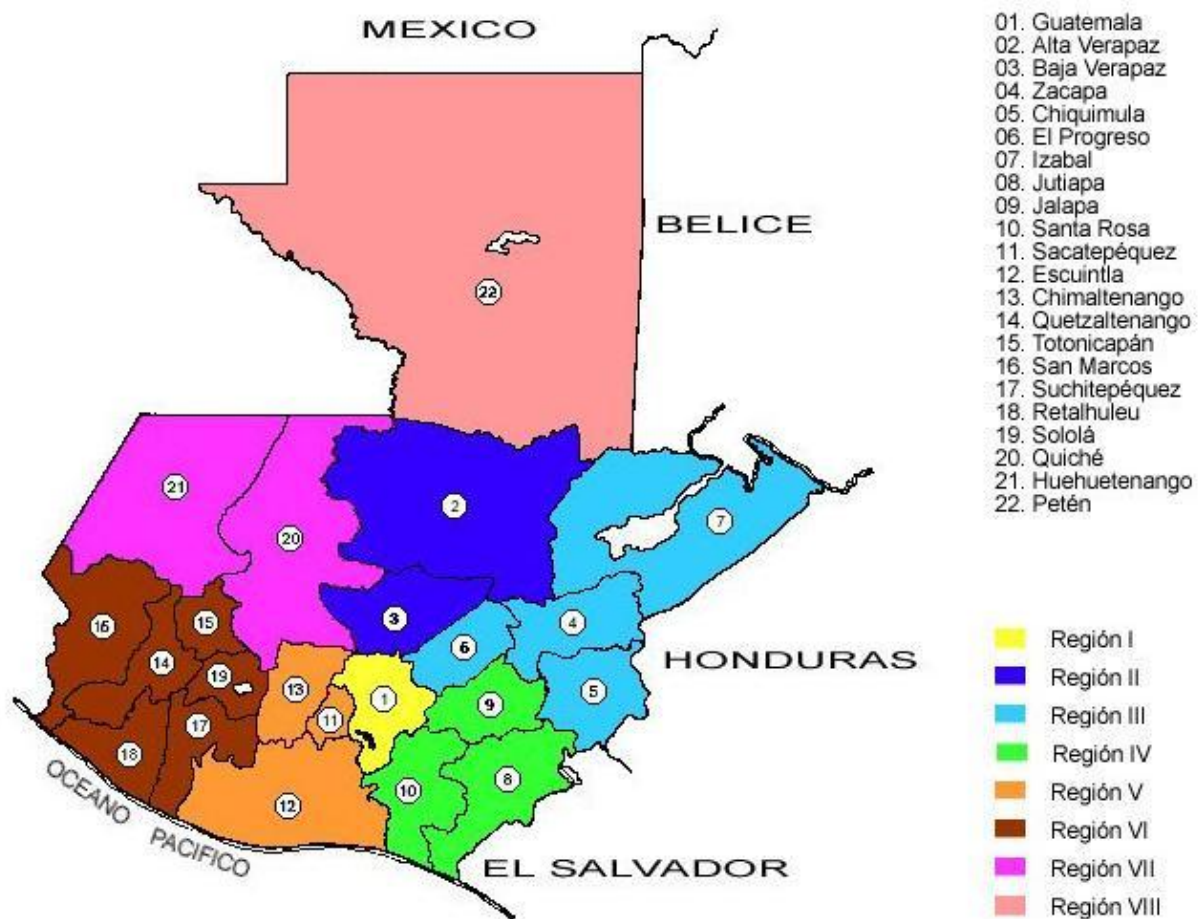 MEXICO
BELICE
22
21
20
2
7
3
6
4
16
15
14
19
13
11
1
9
5
17
18
12
10
8
HONDURAS
EL SALVADOR
OCEANO PACIFICO
01. Guatemala
02. Alta Verapaz
03. Baja Verapaz
04. Zacapa
05. Chiquimula
06. El Progreso
07. Izabal
08. Jutiapa
09. Jalapa
10. Santa Rosa
11. Sacatepéquez
12. Escuintla
13. Chimaltenango
14. Quetzaltenango
15. Totonicapán
16. San Marcos
17. Suchitepéquez
18. Retalhuleu
19. Sololá
20. Quiché
21. Huehuetenango
22. Petén
Región I
Región II
Región III
Región IV
Región V
Región VI
Región VII
Región VIII